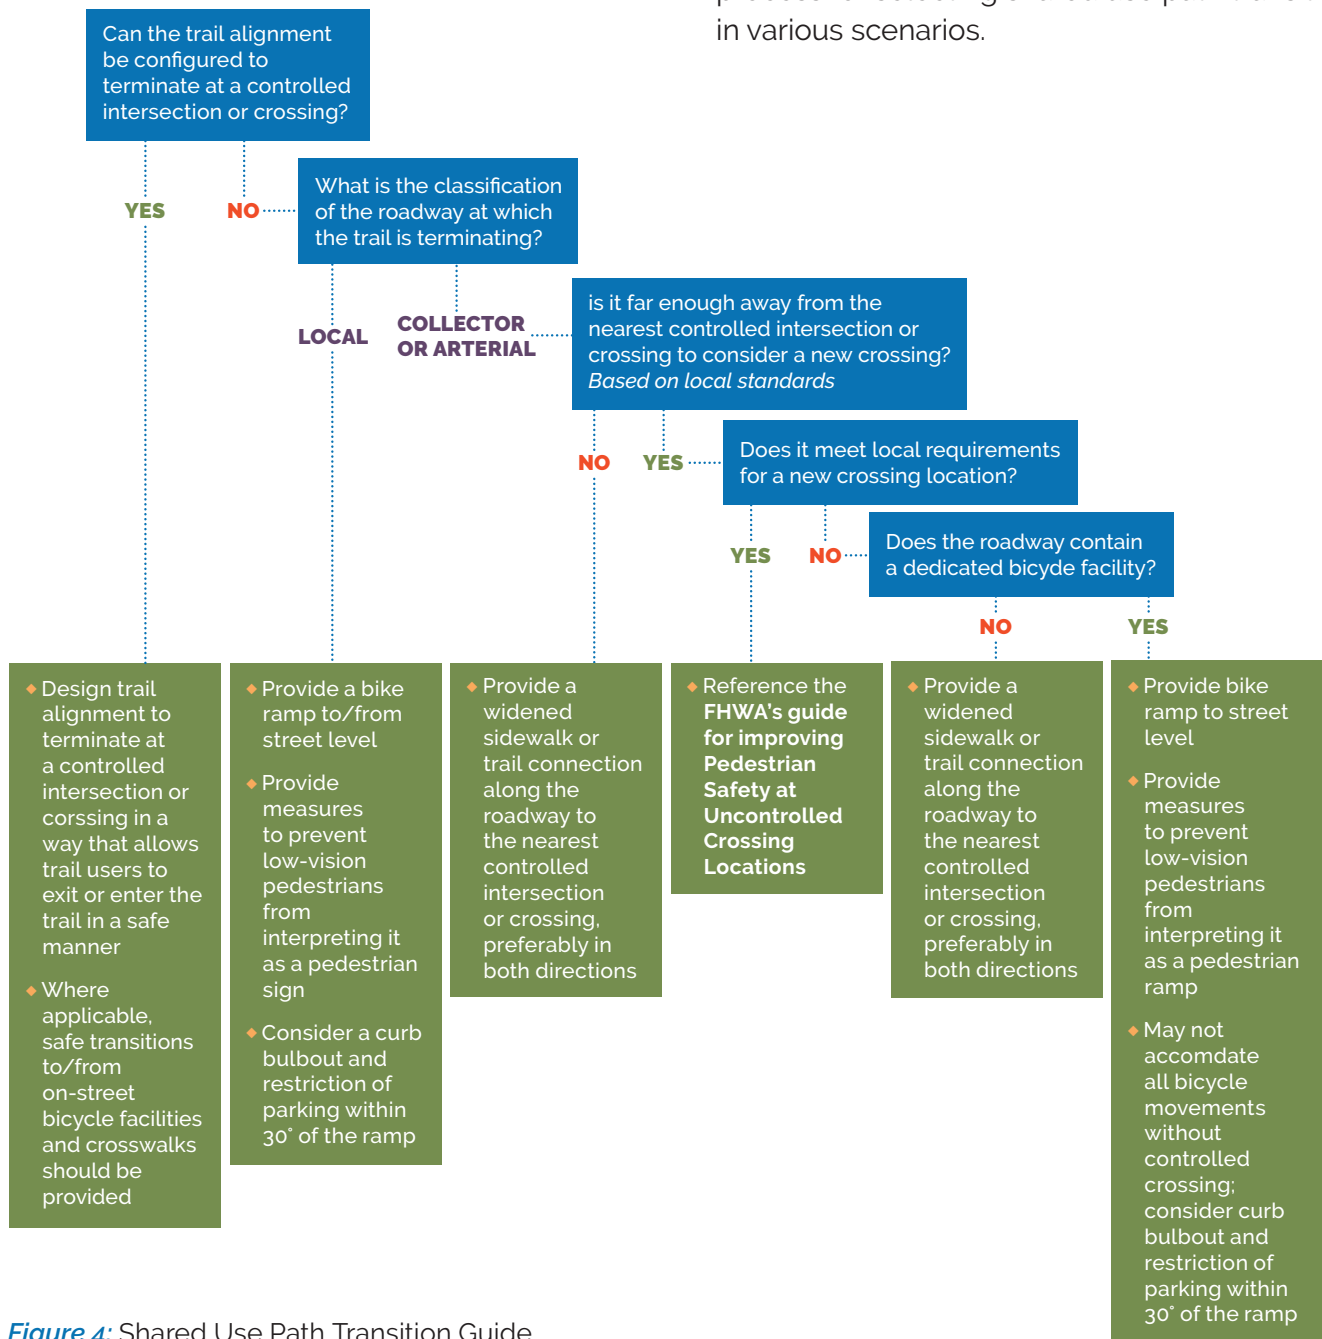 in various scenarios.
Can the trail alignment
be configured to
terminate at a controlled
intersection or crossing?
YES
NO
What is the classification
of the roadway at which
the trail is terminating?
LOCAL
COLLECTOR
OR ARTERIAL
is it far enough away from the
nearest controlled intersection or
crossing to consider a new crossing?
Based on local standards
NO
YES
Does it meet local requirements
for a new crossing location?
YES
NO
Does the roadway contain
a dedicated bicycle facility?
NO
YES
◆ Design trail
alignment to
terminate at
a controlled
intersection or
corssing in a
way that allows
trail users to
exit or enter the
trail in a safe
manner
◆ Where
applicable,
safe transitions
to/from
on-street
bicycle facilities
and crosswalks
should be
provided
◆ Provide a bike
ramp to/from
street level
◆ Provide
measures
to prevent
low-vision
pedestrians
from
interpreting it
as a pedestrian
sign
◆ Consider a curb
bulbout and
restriction of
parking within
30° of the ramp
◆ Provide a
widened
sidewalk or
trail connection
along the
roadway to
the nearest
controlled
intersection
or crossing,
preferably in
both directions
◆ Reference the
FHWA's guide
for improving
Pedestrian
Safety at
Uncontrolled
Crossing
Locations
◆ Provide a
widened
sidewalk or
trail connection
along the
roadway to
the nearest
controlled
intersection
or crossing,
preferably in
both directions
◆ Provide bike
ramp to street
level
◆ Provide
measures
to prevent
low-vision
pedestrians
from
interpreting it
as a pedestrian
ramp
◆ May not
accomdate
all bicycle
movements
without
controlled
crossing;
consider curb
bulbout and
restriction of
parking within
30° of the ramp
Figure 4: Shared Use Path Transition Guide